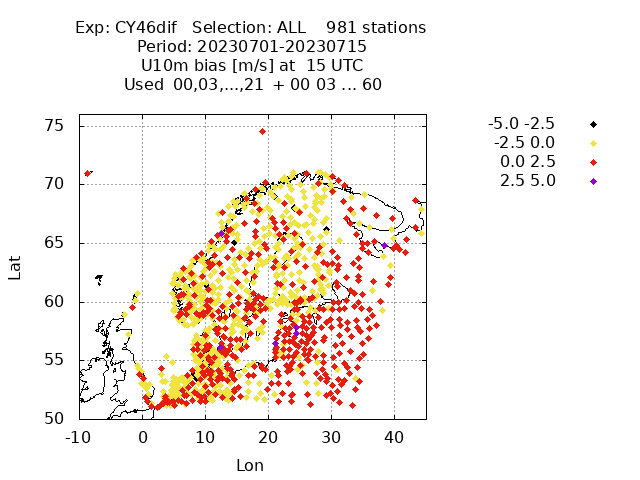 Exp: CY46dif Selection: ALL 981 stations
Period: 20230701-20230715
U10m bias [m/s] at 15 UTC
Used 00,03,...,21 + 00 03 ... 60
-5.0 -2.5
-2.5 0.0
0.0 2.5
2.5 5.0
75
70
65
60
55
50
Lat
-10 0 10 20 30 40
Lon